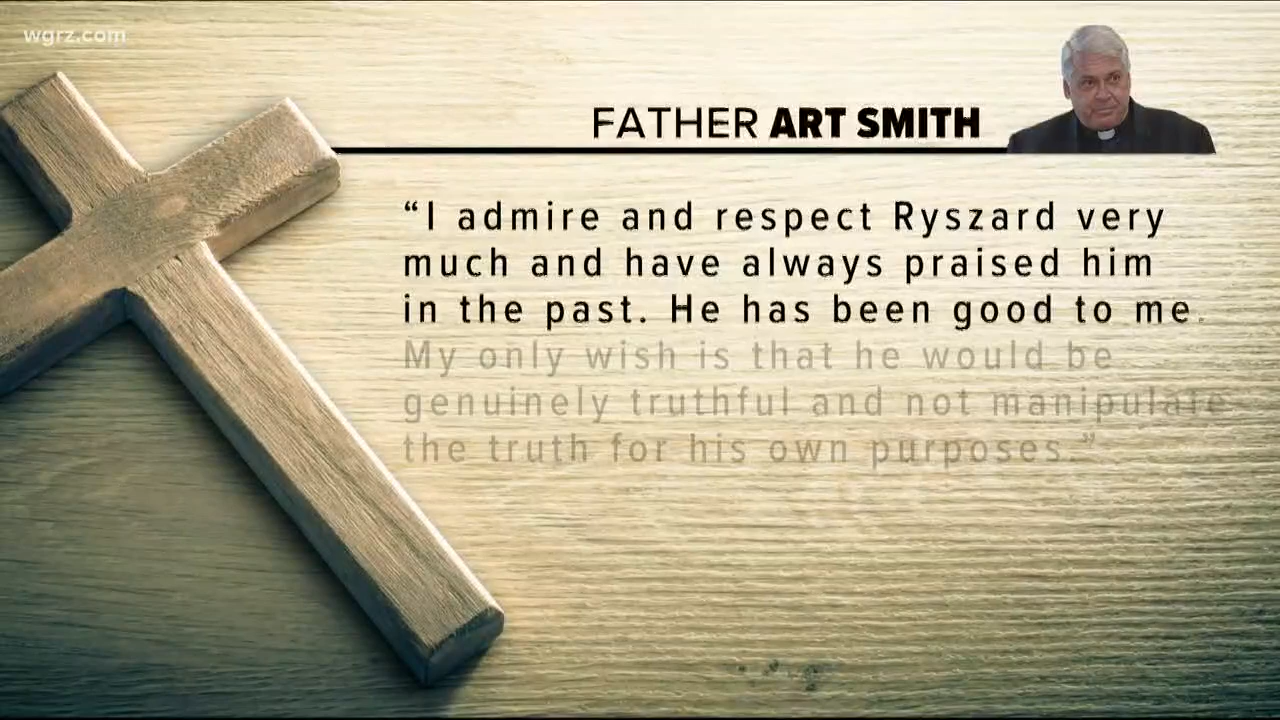 wgrz.com
FATHER ART SMITH
“I admire and respect Ryszard very
much and have always praised him
in the past. He has been good to me.
My only wish is that he would be
genuinely truthful and not manipulate
the truth for his own purposes.”